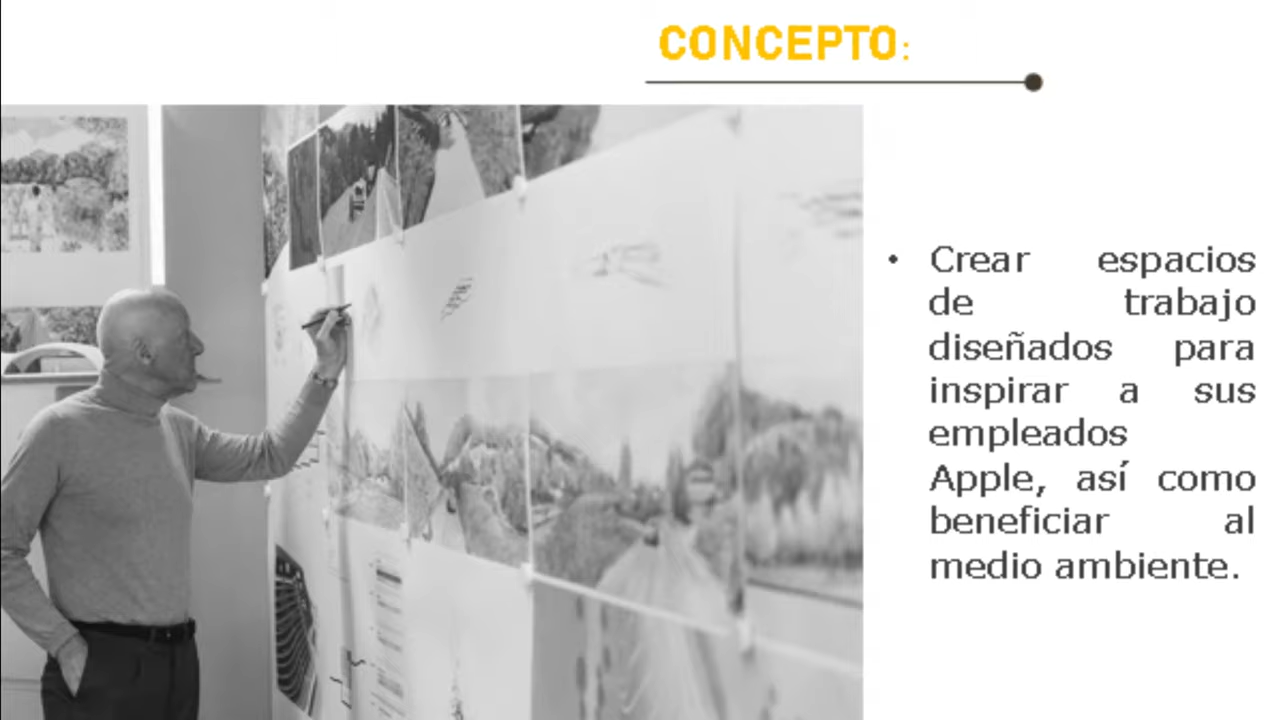 CONCEPTO:
• Crear espacios
de trabajo
diseñados para
inspirar a sus
empleados
Apple, así como
beneficiar al
medio ambiente.